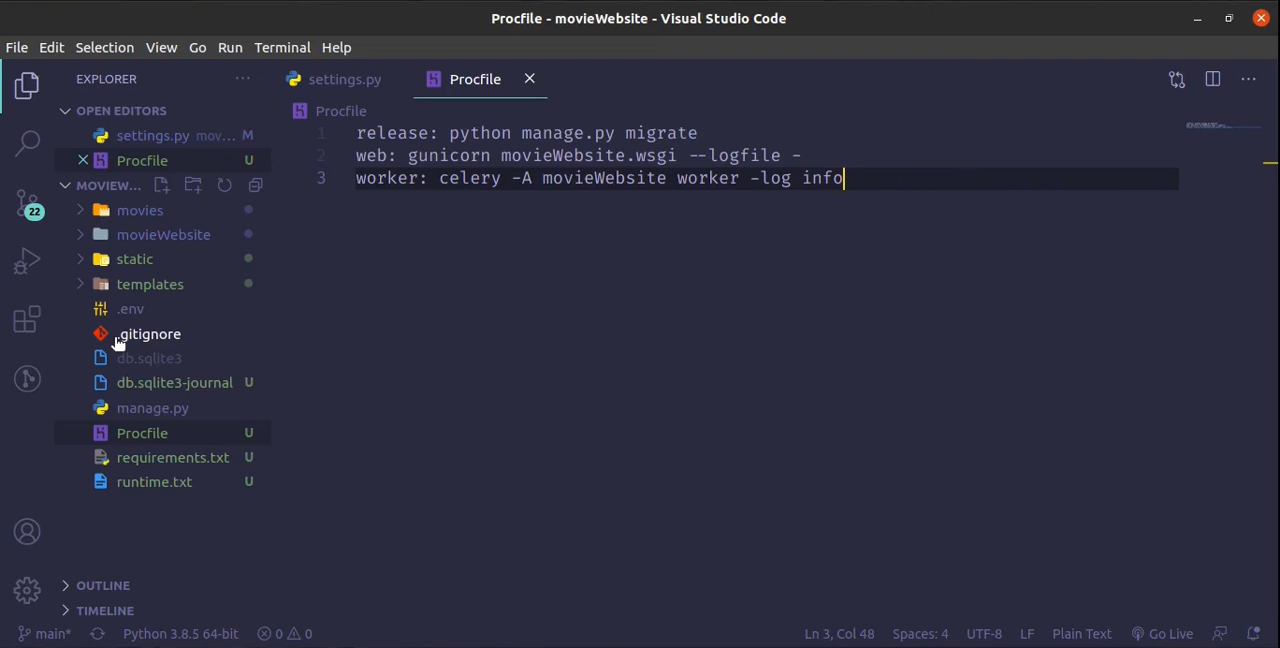 Procfile - movieWebsite - Visual Studio Code
File Edit Selection View Go Run Terminal Help
EXPLORER
settings.py Procfile
OPEN EDITORS
Procfile
settings.py mov... M
Procfile U
MOVIEW...
movies
movieWebsite
static
templates
.env
.gitignore
db.sqlite3
db.sqlite3-journal U
manage.py
Procfile U
requirements.txt U
runtime.txt U
22
1 release: python manage.py migrate
2 web: gunicorn movieWebsite.wsgi --logfile -
3 worker: celery -A movieWebsite worker -log info
OUTLINE
TIMELINE
main* Python 3.8.5 64-bit 0 0 Ln 3, Col 48 Spaces: 4 UTF-8 LF Plain Text Go Live